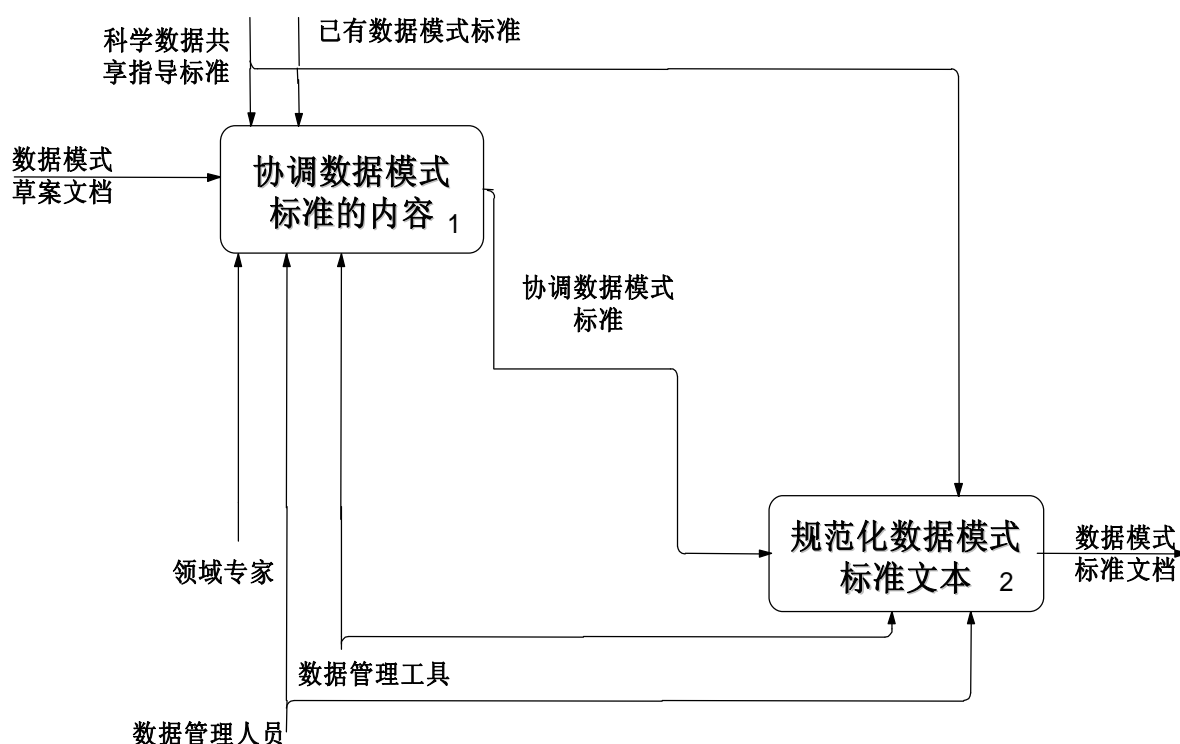 科学数据共
享指导标准
已有数据模式标准
数据模式
草案文档
协调数据模式
标准的内容 1
协调数据模式
标准
规范化数据模式
标准文本 2
数据模式
标准文档
领域专家
数据管理工具
数据管理人员